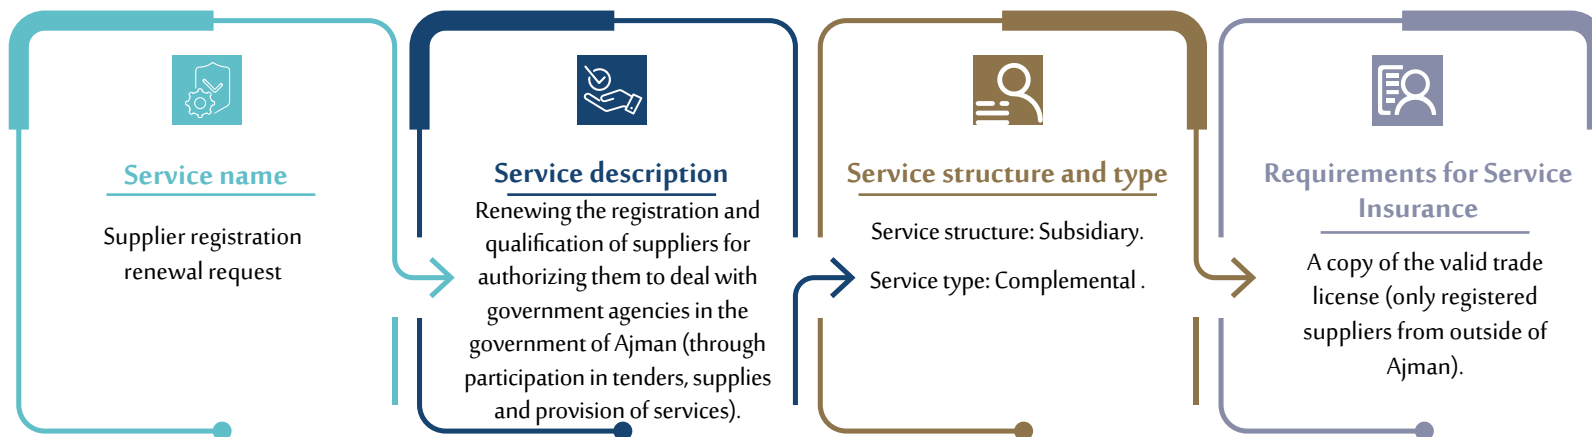 Service name
Supplier registration
renewal request
Service description
Renewing the registration and
qualification of suppliers for
authorizing them to deal with
government agencies in the
government of Ajman (through
participation in tenders, supplies
and provision of services).
Service structure and type
Service structure: Subsidiary.
Service type: Complemental .
Requirements for Service
Insurance
A copy of the valid trade
license (only registered
suppliers from outside of
Ajman).